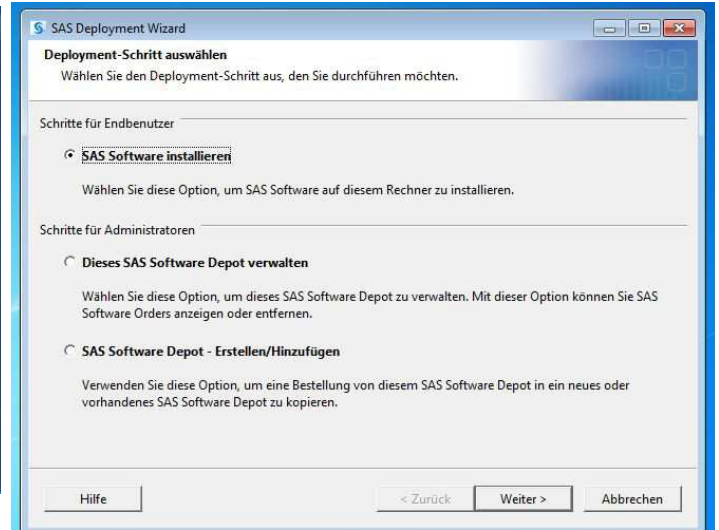 SAS Deployment Wizard
Deployment-Schritt auswählen
Wählen Sie den Deployment-Schritt aus, den Sie durchführen möchten.
Schritte für Endbenutzer
SAS Software installieren
Wählen Sie diese Option, um SAS Software auf diesem Rechner zu installieren.
Schritte für Administratoren
Dieses SAS Software Depot verwalten
Wählen Sie diese Option, um dieses SAS Software Depot zu verwalten. Mit dieser Option können Sie SAS
Software Orders anzeigen oder entfernen.
SAS Software Depot - Erstellen/Hinzufügen
Verwenden Sie diese Option, um eine Bestellung von diesem SAS Software Depot in ein neues oder
vorhandenes SAS Software Depot zu kopieren.
Hilfe < Zurück Weiter > Abbrechen